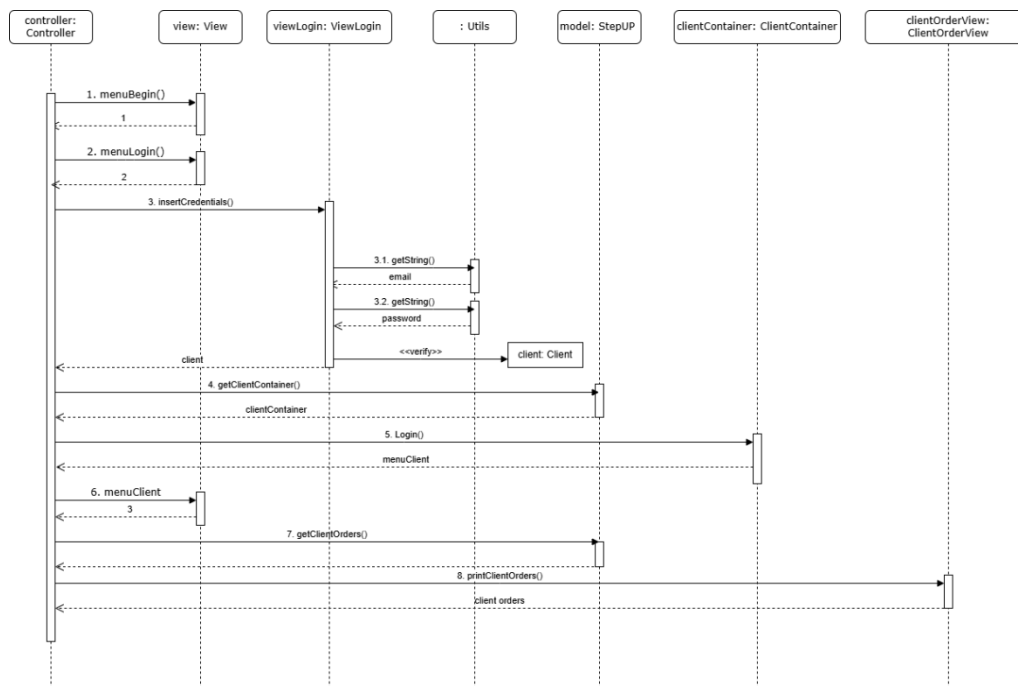 controller:
Controller
view: View
viewLogin: ViewLogin
: Utils
model: StepUP
clientContainer: ClientContainer
clientOrderView:
ClientOrderView
1. menuBegin()
1
2. menuLogin()
2
3. insertCredentials()
3.1. getString()
email
3.2. getString()
password
<<verify>>
client: Client
client
4. getClientContainer()
clientContainer
5. Login()
menuClient
6. menuClient
3
7. getClientOrders()
8. printClientOrders()
client orders